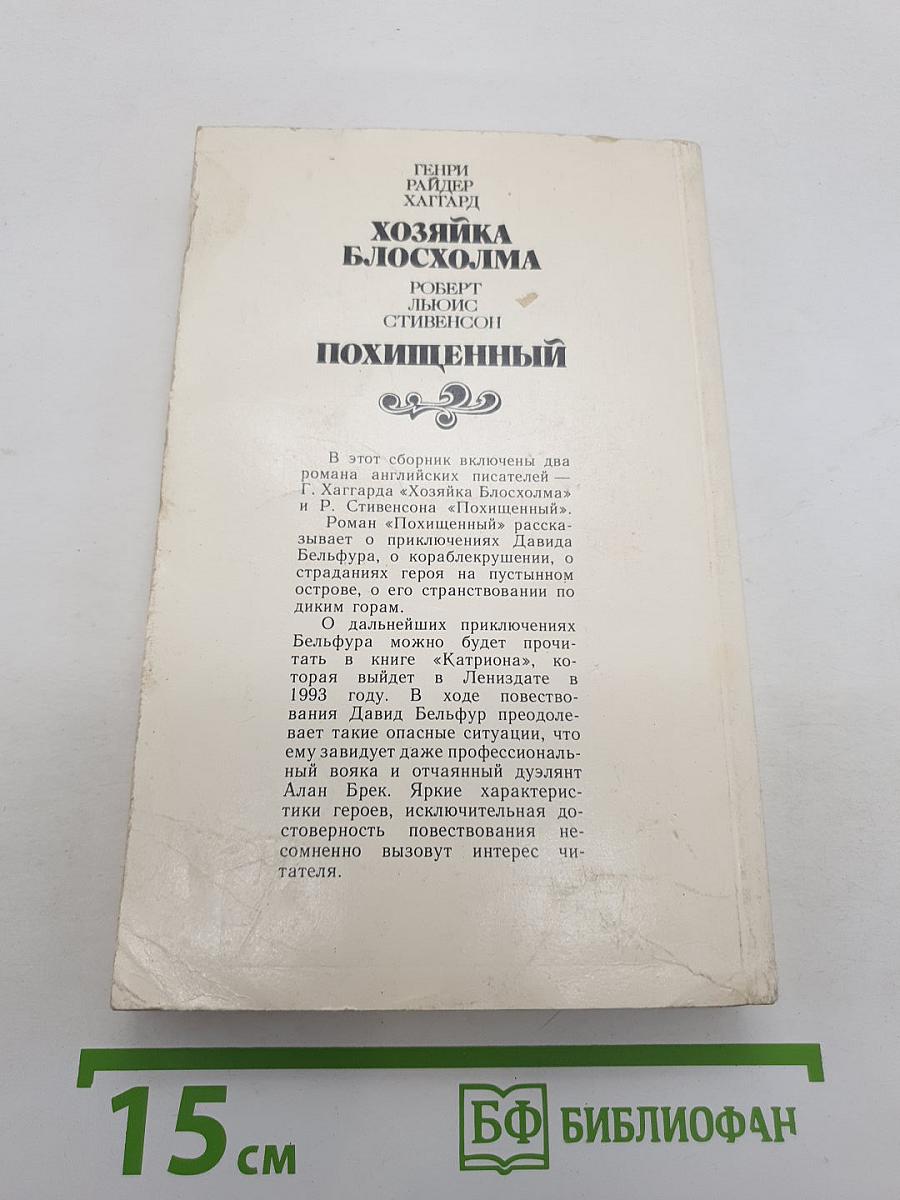 ГЕНРИ
РАЙДЕР
ХАГГАРД
ХОЗЯЙКА
БЛОСХОЛМА
РОБЕРТ
ЛЬЮИС
СТИВЕНСОН
ПОХИЩЕННЫЙ
В этот сборник включены два
романа английских писателей —
Г. Хаггарда «Хозяйка Блосхолма»
и Р. Стивенсона «Похищенный».
Роман «Похищенный» расска-
зывает о приключениях Давида
Бельфура, о кораблекрушении, о
страданиях героя на пустынном
острове, о его странствовании по
диким горам.
О дальнейших приключениях
Бельфура можно будет прочи-
тать в книге «Катриона», ко-
торая выйдет в Лениздате в
1993 году. В ходе повество-
вания Давид Бельфур преодоле-
вает такие опасные ситуации, что
ему завидует даже профессиональ-
ный вояка и отчаянный дуэлянт
Алан Брек. Яркие характерис-
тики героев, исключительная до-
стоверность повествования не-
сомненно вызовут интерес чи-
тателя.
15 см
БФ БИБЛИОФАН